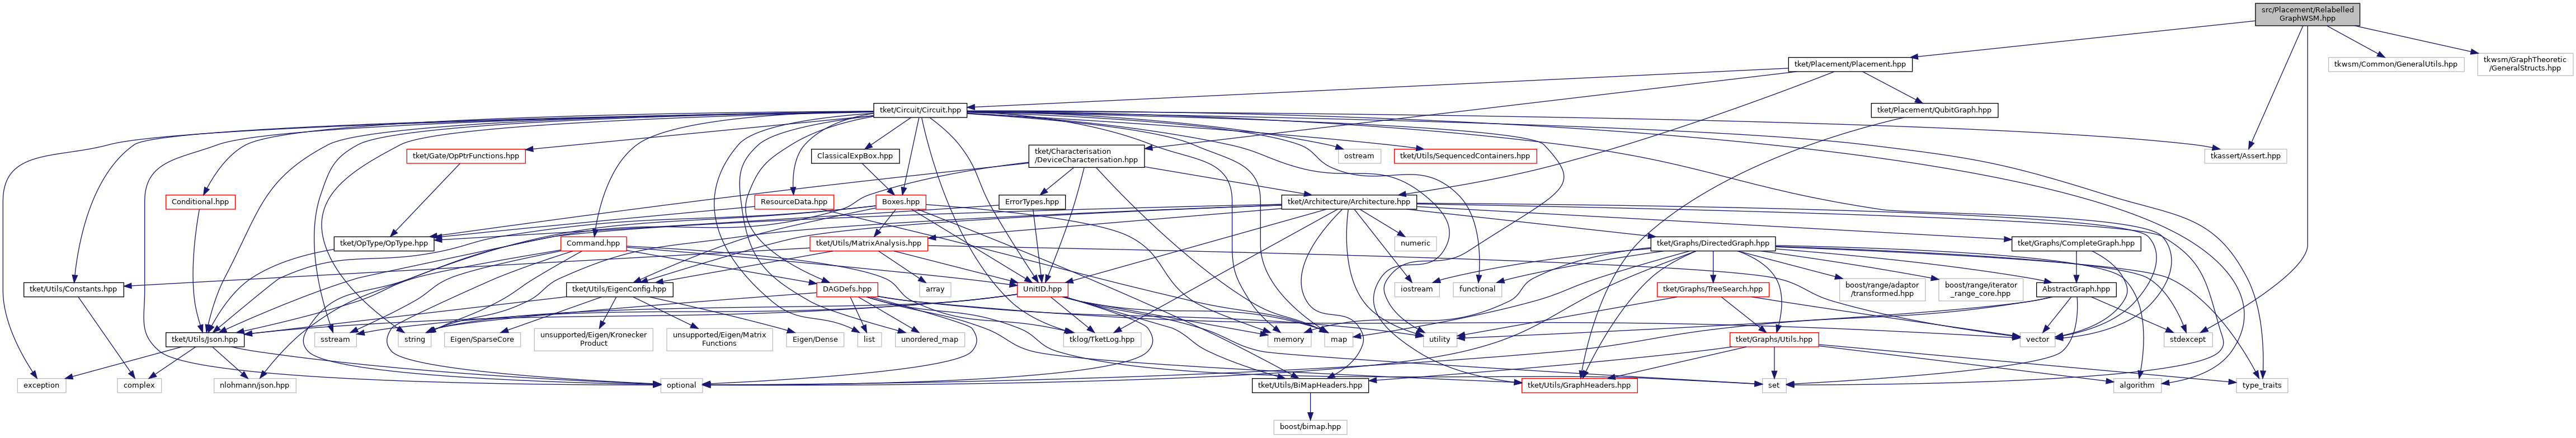 src/Placement/Relabelled
GraphWSM.hpp
tket/Placement/Placement.hpp
tkwsm/Common/GeneralUtils.hpp
tkwsm/GraphTheoretic
/GeneralStructs.hpp
tket/Circuit/Circuit.hpp
tket/Placement/QubitGraph.hpp
tket/Gate/OpPtrFunctions.hpp
ClassicalExpBox.hpp
tket/Characterisation
/DeviceCharacterisation.hpp
ostream
tket/Utils/SequencedContainers.hpp
tkassert/Assert.hpp
Conditional.hpp
ResourceData.hpp
Boxes.hpp
ErrorTypes.hpp
tket/Architecture/Architecture.hpp
tket/OpType/OpType.hpp
Command.hpp
tket/Utils/MatrixAnalysis.hpp
numeric
tket/Graphs/DirectedGraph.hpp
tket/Graphs/CompleteGraph.hpp
tket/Utils/Constants.hpp
tket/Utils/EigenConfig.hpp
DAGDefs.hpp
array
UnitID.hpp
iostream
functional
tket/Graphs/TreeSearch.hpp
boost/range/adaptor
/transformed.hpp
boost/range/iterator
_range_core.hpp
AbstractGraph.hpp
tket/Utils/Json.hpp
sstream
string
Eigen/SparseCore
unsupported/Eigen/Kronecker
Product
unsupported/Eigen/Matrix
Functions
Eigen/Dense
list
unordered_map
tklog/TketLog.hpp
memory
map
utility
tket/Graphs/Utils.hpp
vector
stdexcept
exception
complex
nlohmann/json.hpp
optional
tket/Utils/BiMapHeaders.hpp
tket/Utils/GraphHeaders.hpp
set
algorithm
type_traits
boost/bimap.hpp